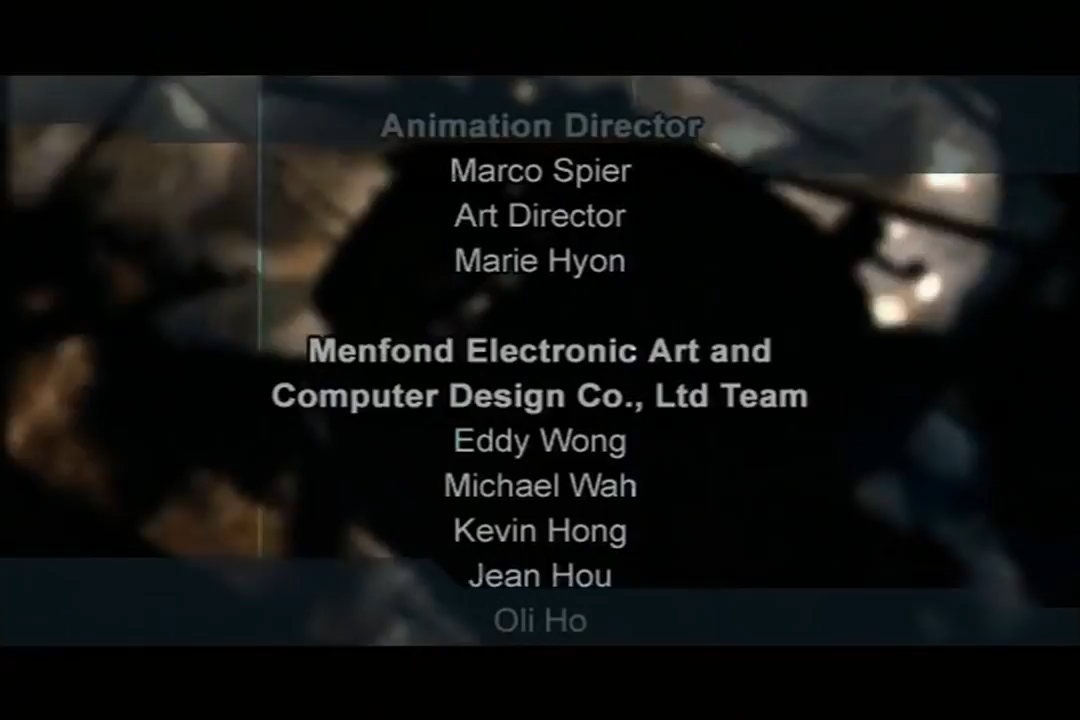 Animation Director
Marco Spier
Art Director
Marie Hyon
Menfond Electronic Art and
Computer Design Co., Ltd Team
Eddy Wong
Michael Wah
Kevin Hong
Jean Hou
Oli Ho